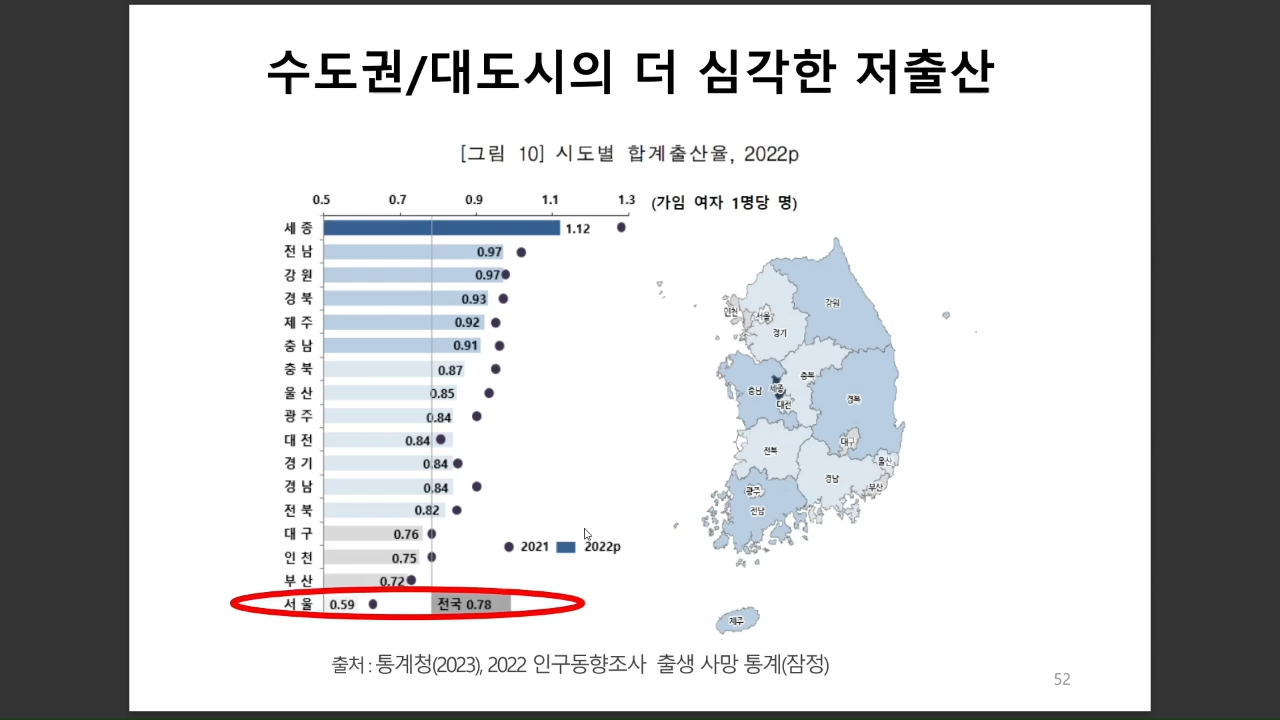 수도권/대도시의 더 심각한 저출산
[그림 10] 시도별 합계출산율, 2022p
0.5 0.7 0.9 1.1 1.3 (가임 여자 1명당 명)
세종 1.12
전남 0.97
강원 0.97
경북 0.93
제주 0.92
충남 0.91
충북 0.87
울산 0.85
광주 0.84
대전 0.84
경기 0.84
경남 0.84
전북 0.82
대구 0.76
인천 0.75
부산 0.72
서울 0.59 전국 0.78
2021 2022p
강원
인천
서울
경기
충북
충남
세종
대전
경북
대구
전북
울산
경남
부산
광주
전남
제주
출처 : 통계청(2023), 2022 인구동향조사 출생 사망 통계(잠정)
52